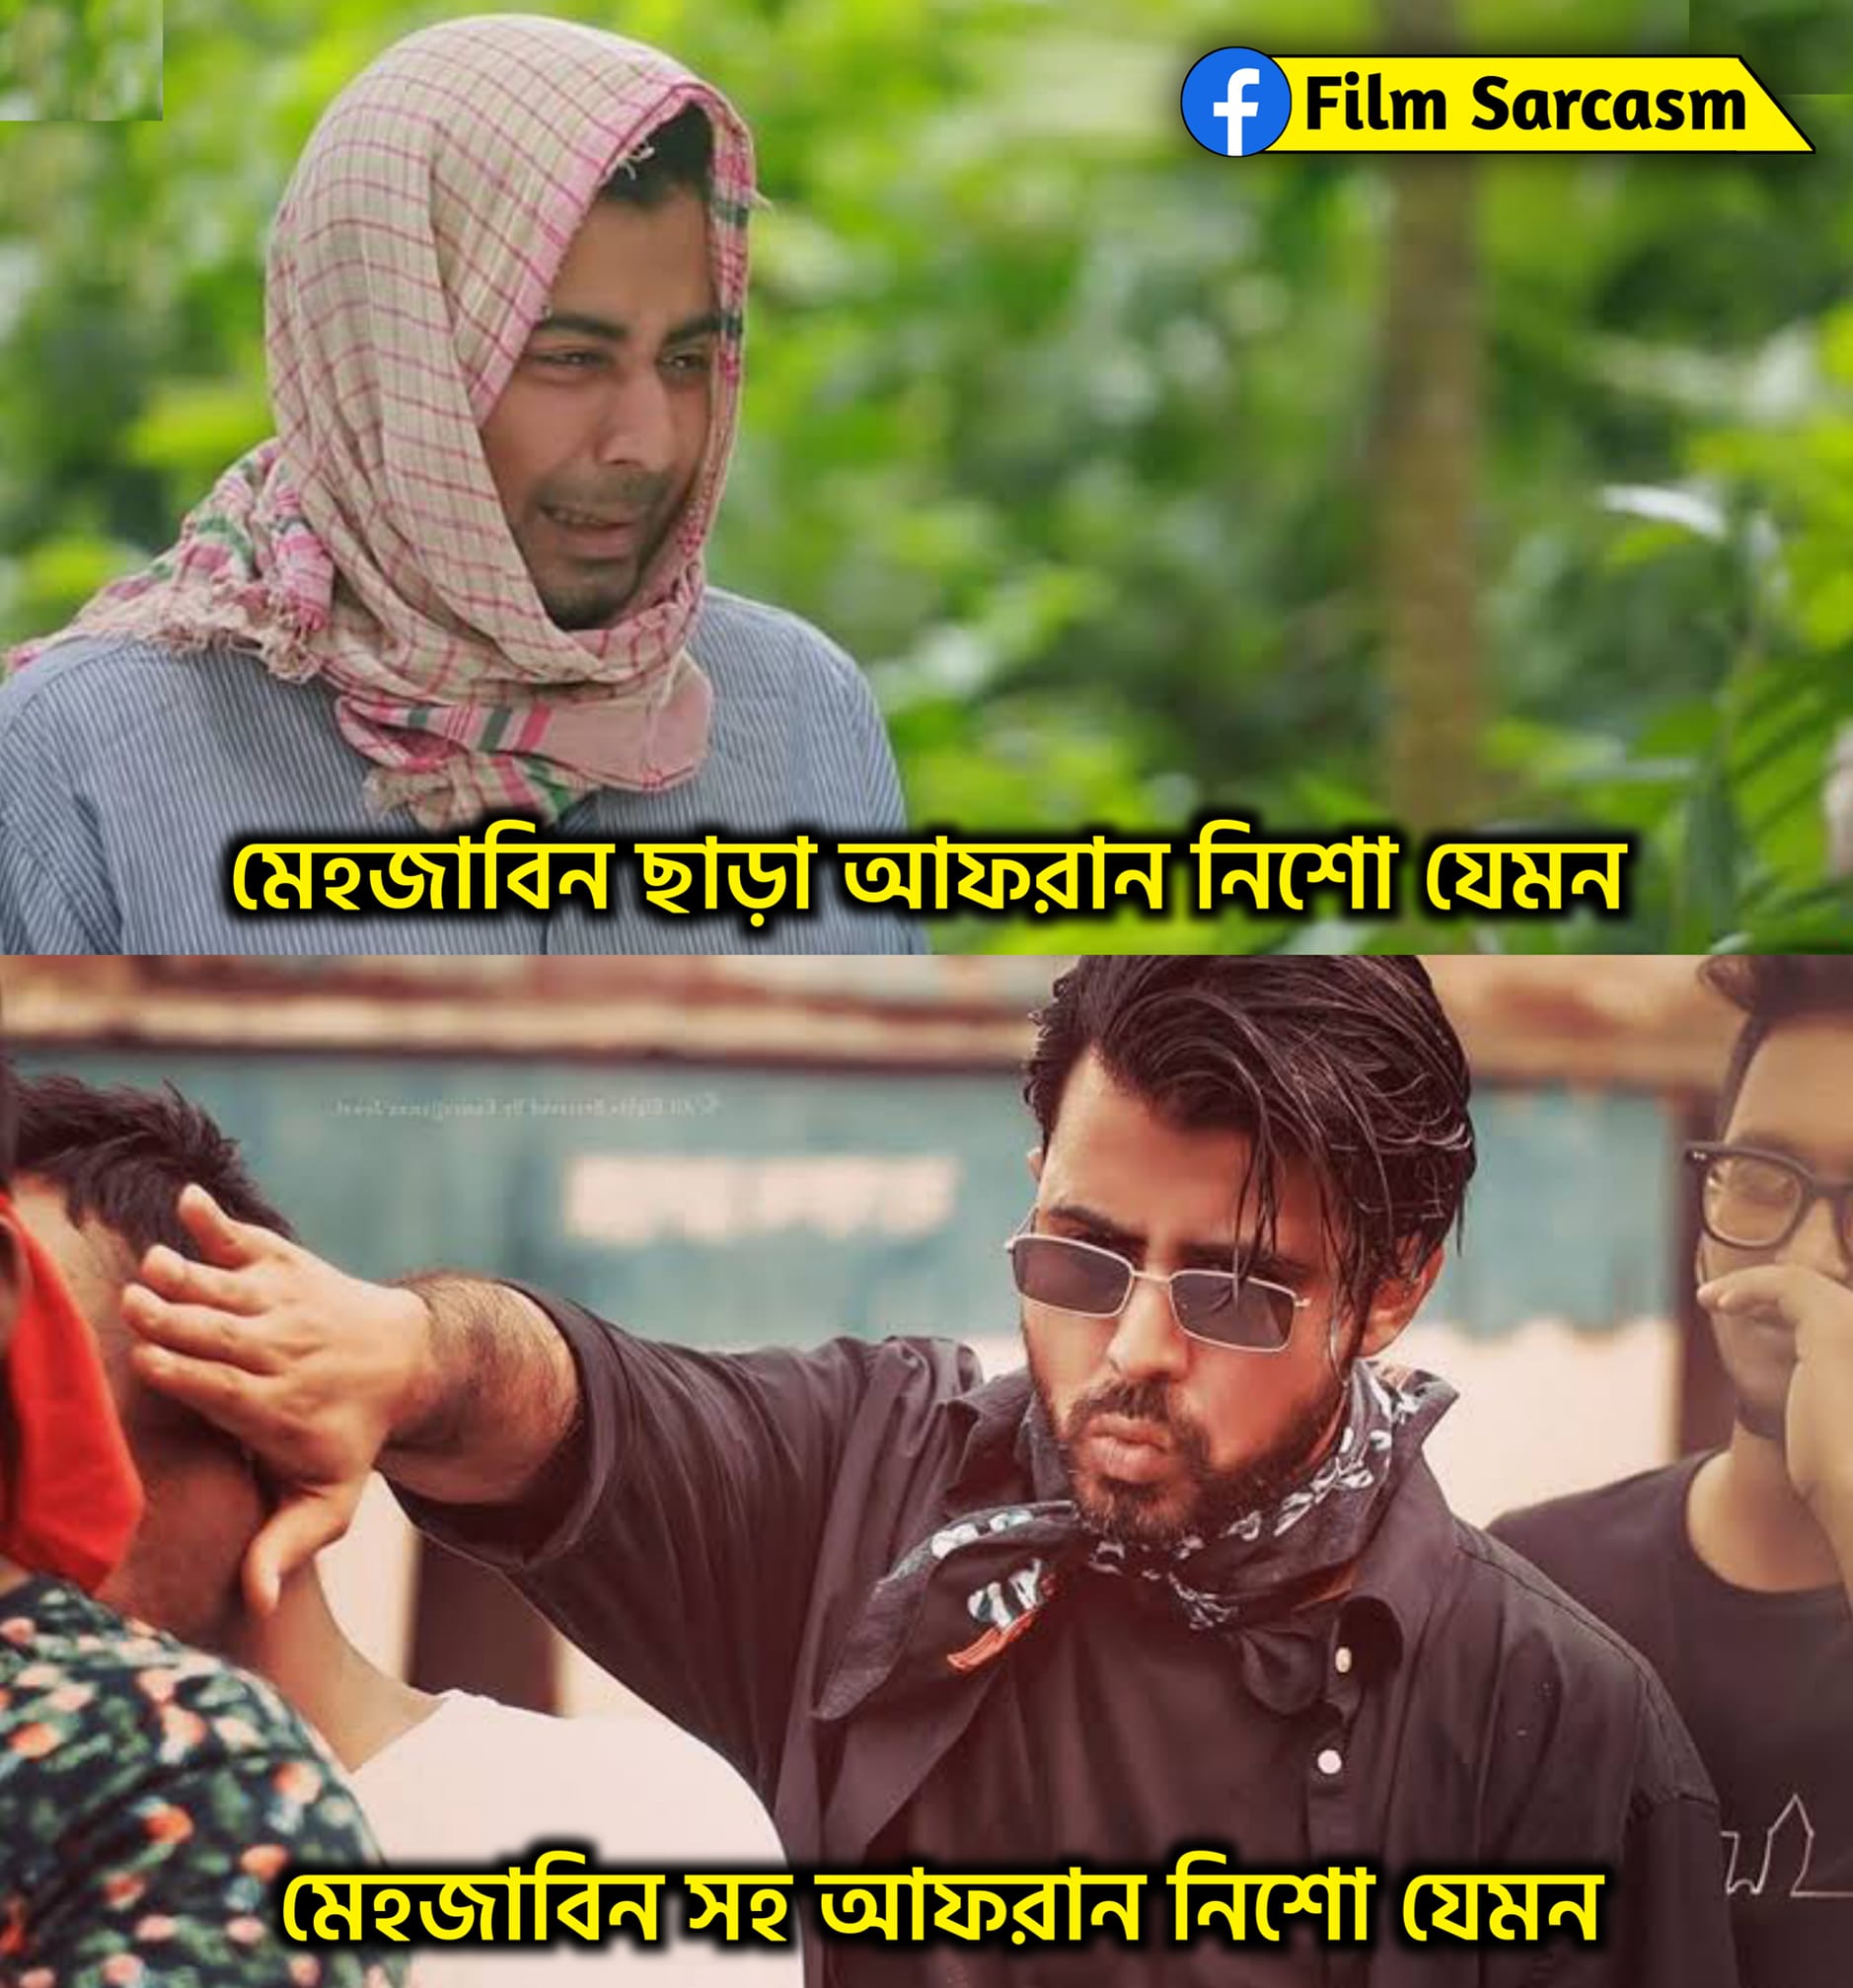 Film Sarcasm
মেহজাবিন ছাড়া আফরান নিশো যেমন
মেহজাবিন সহ আফরান নিশো যেমন